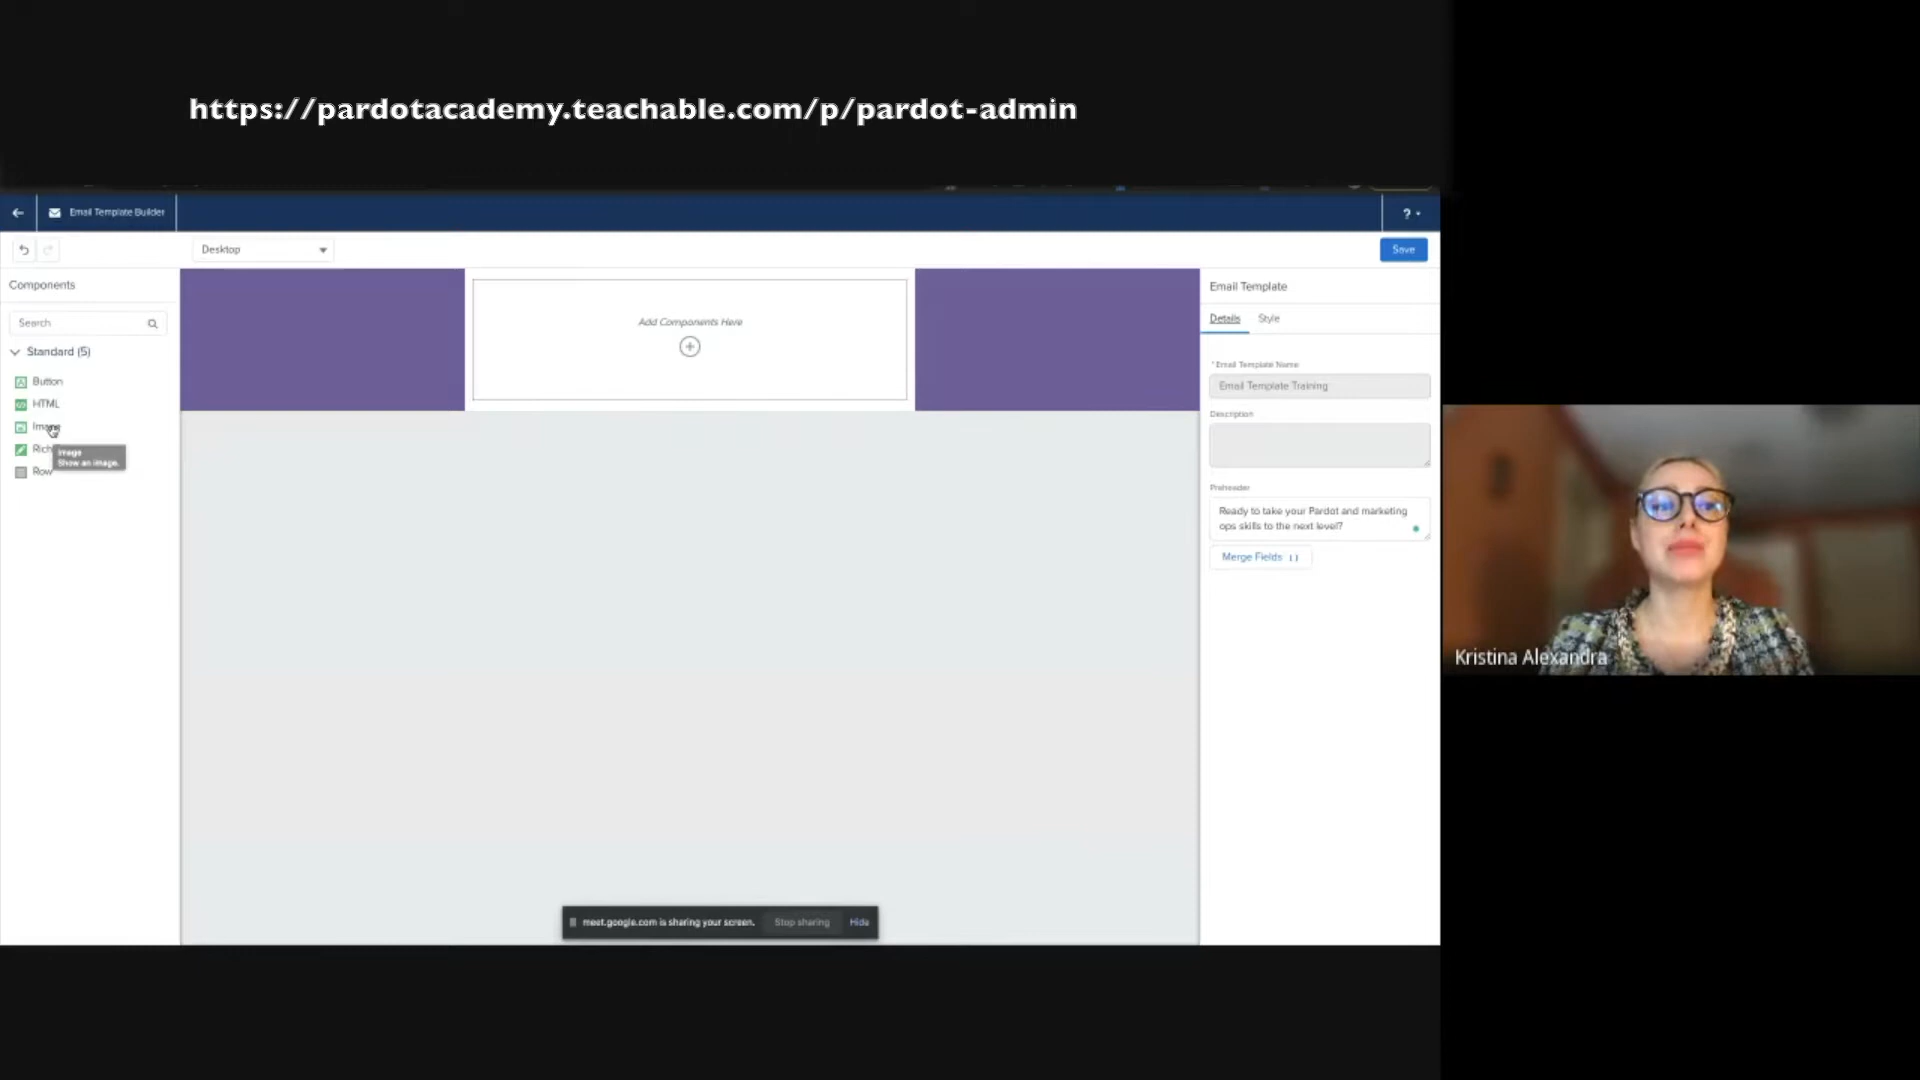 https://pardotacademy.teachable.com/p/pardot-admin
Email Template Builder
?
Desktop
Save
Components
Search
Standard (5)
Button
HTML
Image
Rich
Image
Show an image.
Row
Add Components Here
Email Template
Details Style
* Email Template Name
Email Template Training
Description
Preheader
Ready to take your Pardot and marketing
ops skills to the next level?
Merge Fields { }
meet.google.com is sharing your screen. Stop sharing Hide
Kristina Alexandra